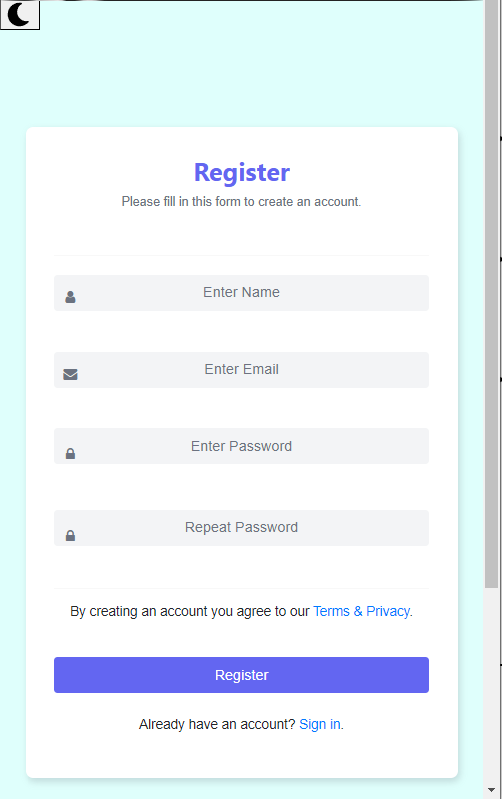 Register
Please fill in this form to create an account.
Enter Name
Enter Email
Enter Password
Repeat Password
By creating an account you agree to our Terms & Privacy.
Register
Already have an account? Sign in.